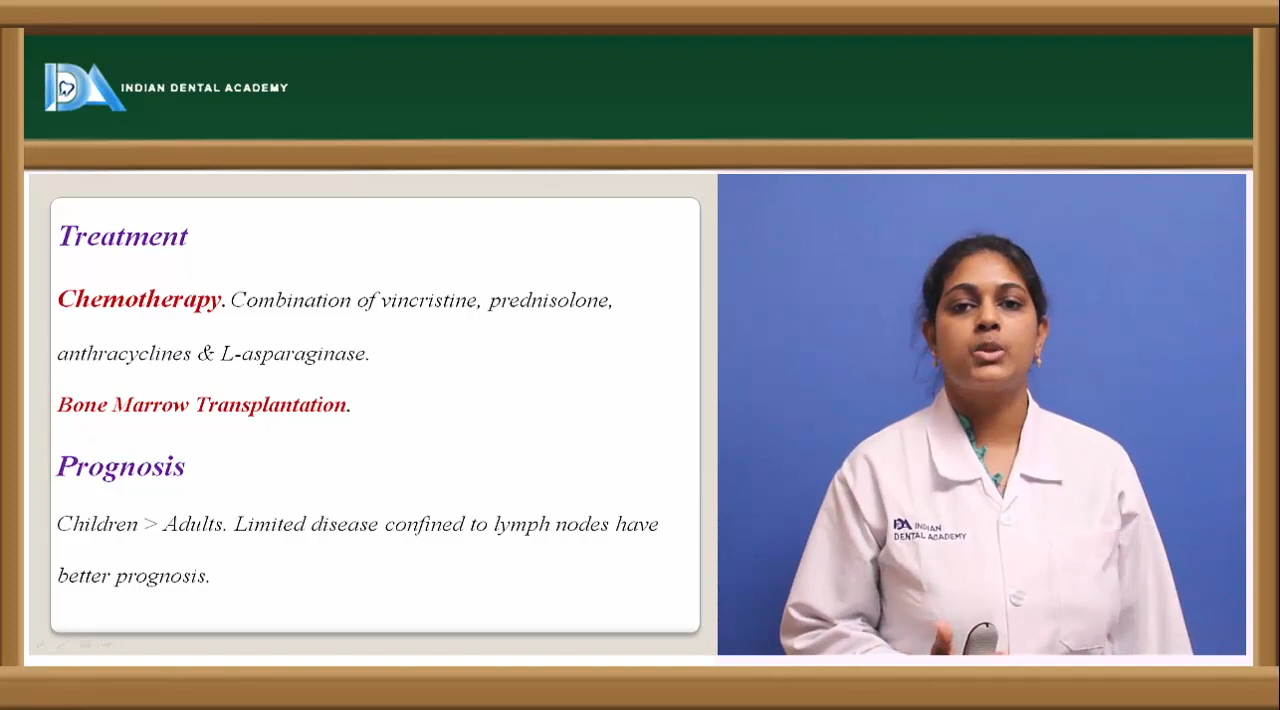 INDIAN DENTAL ACADEMY
Treatment
Chemotherapy. Combination of vincristine, prednisolone,
anthracyclines & L-asparaginase.
Bone Marrow Transplantation.
Prognosis
Children > Adults. Limited disease confined to lymph nodes have
better prognosis.
IDA INDIAN
DENTAL ACADEMY